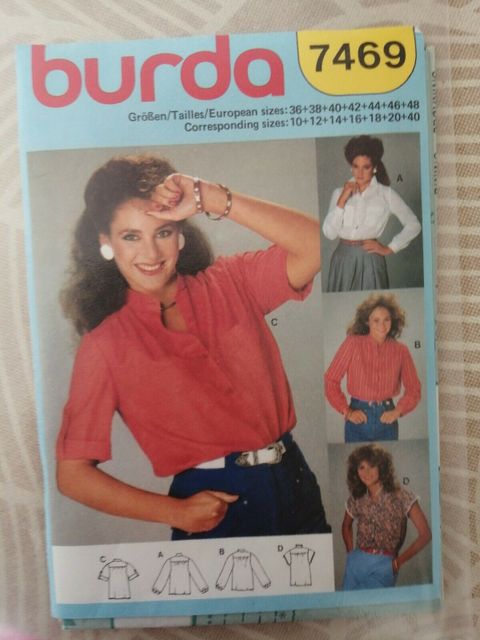 burda
7469
Größen/Tailles/European sizes: 36+38+40+42+44+46+48
Corresponding sizes: 10+12+14+16+18+20+40
A
C
B
D
C
A
B
D